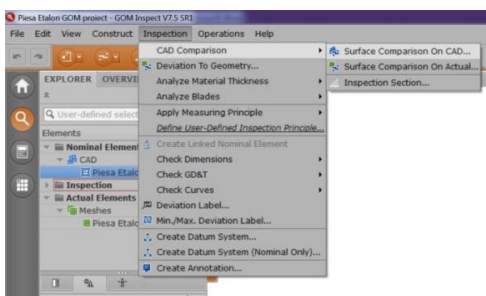 Piesa Etalon GOM project - GOM Inspect V7.5 SR1
File Edit View Construct Inspection Operations Help
EXPLORER OVERVI
User-defined select
Elements
Nominal Element
CAD
Piesa Etalo
Inspection
Actual Elements
Meshes
Piesa Etalo
CAD Comparison
Deviation To Geometry...
Analyze Material Thickness
Analyze Blades
Apply Measuring Principle
Define User-Defined Inspection Principle...
Create Linked Nominal Element
Check Dimensions
Check GD&T
Check Curves
Deviation Label...
Min./Max. Deviation Label...
Create Datum System...
Create Datum System (Nominal Only)...
Create Annotation...
Surface Comparison On CAD...
Surface Comparison On Actual...
Inspection Section...